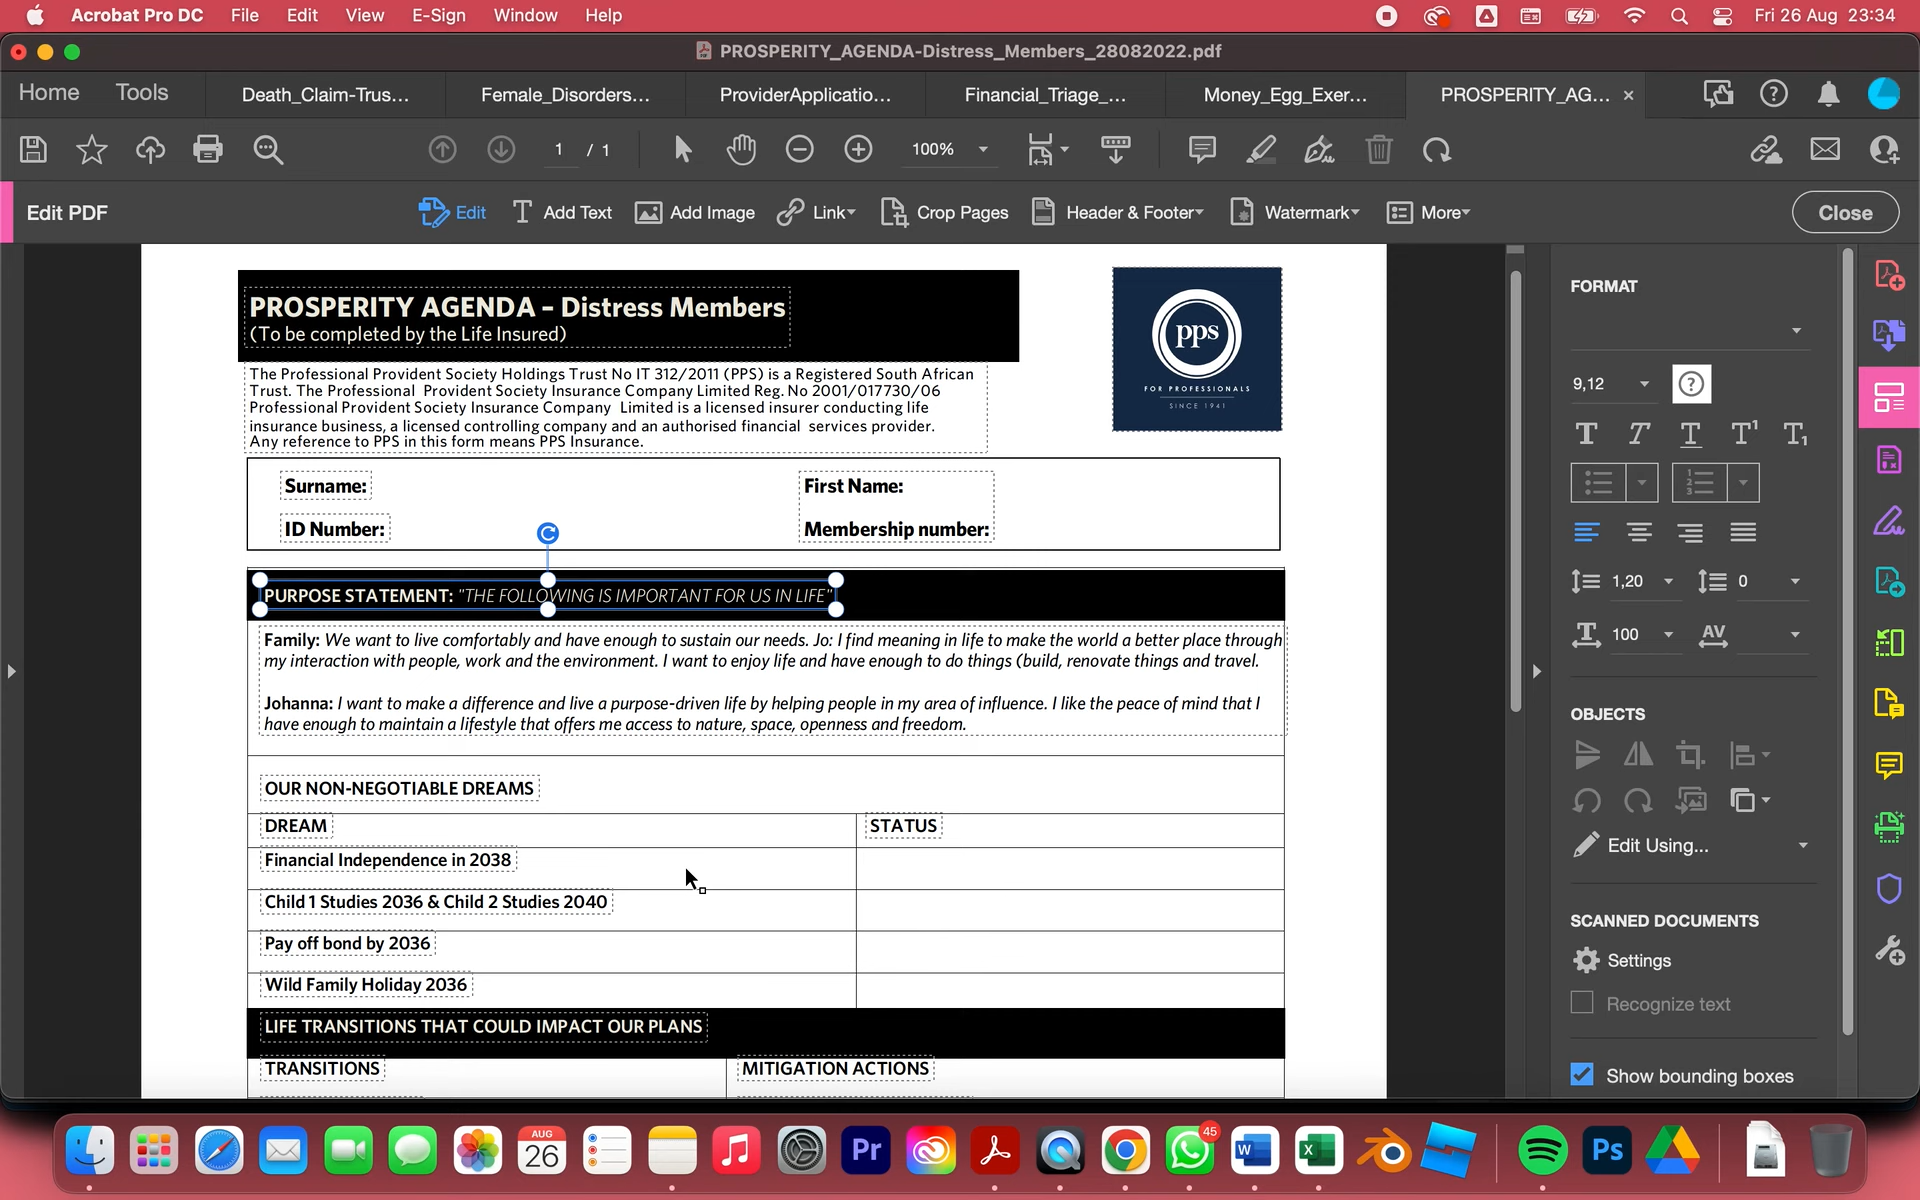 Acrobat Pro DC File Edit View E-Sign Window Help Fri 26 Aug 23:34
PROSPERITY_AGENDA-Distress_Members_28082022.pdf
Home Tools Death_Claim-Trus... Female_Disorders... ProviderApplicatio... Financial_Triage_... Money_Egg_Exer... PROSPERITY_AG...
1 / 1 100%
Edit PDF Edit Add Text Add Image Link Crop Pages Header & Footer Watermark More Close
PROSPERITY AGENDA – Distress Members
(To be completed by the Life Insured)
The Professional Provident Society Holdings Trust No IT 312/2011 (PPS) is a Registered South African
Trust. The Professional Provident Society Insurance Company Limited Reg. No 2001/017730/06
Professional Provident Society Insurance Company Limited is a licensed insurer conducting life
insurance business, a licensed controlling company and an authorised financial services provider.
Any reference to PPS in this form means PPS Insurance.
pps
FOR PROFESSIONALS
SINCE 1941
Surname: First Name:
ID Number: Membership number:
PURPOSE STATEMENT: "THE FOLLOWING IS IMPORTANT FOR US IN LIFE"
Family: We want to live comfortably and have enough to sustain our needs. Jo: I find meaning in life to make the world a better place through
my interaction with people, work and the environment. I want to enjoy life and have enough to do things (build, renovate things and travel.
Johanna: I want to make a difference and live a purpose-driven life by helping people in my area of influence. I like the peace of mind that I
have enough to maintain a lifestyle that offers me access to nature, space, openness and freedom.
OUR NON-NEGOTIABLE DREAMS
DREAM STATUS
Financial Independence in 2038
Child 1 Studies 2036 & Child 2 Studies 2040
Pay off bond by 2036
Wild Family Holiday 2036
LIFE TRANSITIONS THAT COULD IMPACT OUR PLANS
TRANSITIONS MITIGATION ACTIONS
FORMAT
9,12
1,20 0
100
OBJECTS
Edit Using...
SCANNED DOCUMENTS
Settings
Recognize text
Show bounding boxes
AUG
26
Pr
45
W
X
Ps